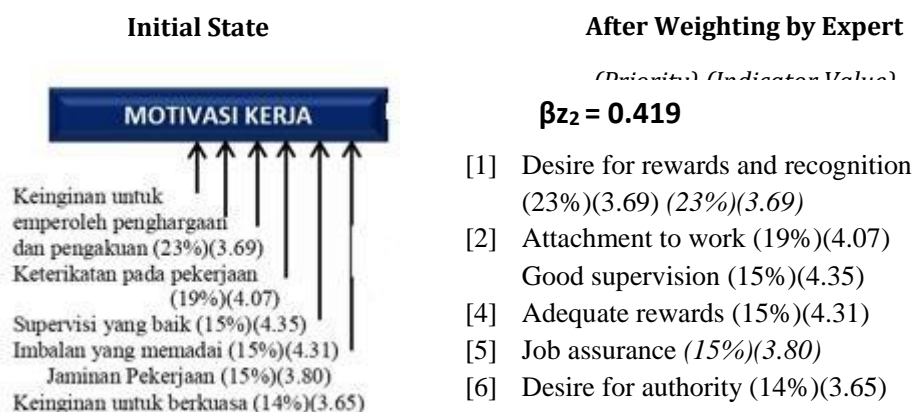 Initial State
MOTIVASI KERJA
Keinginan untuk
emperoleh penghargaan
dan pengakuan (23%)(3.69)
Keterikatan pada pekerjaan
(19%)(4.07)
Supervisi yang baik (15%)(4.35)
Imbalan yang memadai (15%)(4.31)
Jaminan Pekerjaan (15%)(3.80)
Keinginan untuk berkuasa (14%)(3.65)
After Weighting by Expert
(Priority) (Indicator Value)
βz₂ = 0.419
[1] Desire for rewards and recognition
(23%)(3.69) (23%)(3.69)
[2] Attachment to work (19%)(4.07)
Good supervision (15%)(4.35)
[4] Adequate rewards (15%)(4.31)
[5] Job assurance (15%)(3.80)
[6] Desire for authority (14%)(3.65)